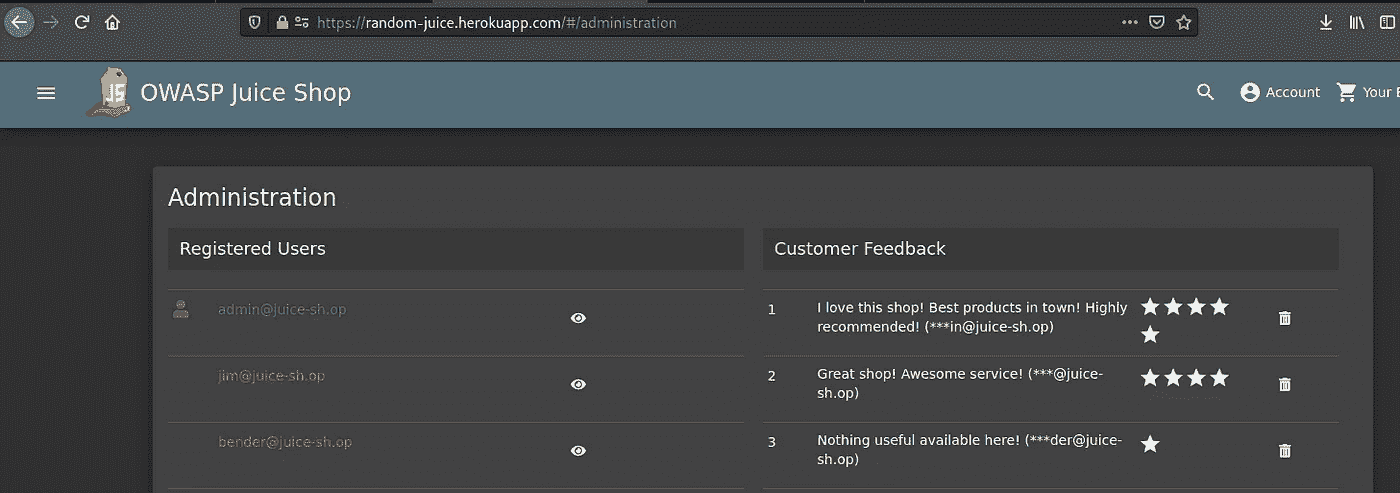 https://random-juice.herokuapp.com/#/administration
JS
OWASP Juice Shop
Account
Your
Administration
Registered Users
Customer Feedback
admin@juice-sh.op
1
I love this shop! Best products in town! Highly
recommended! (***in@juice-sh.op)
jim@juice-sh.op
2
Great shop! Awesome service! (***@juice-
sh.op)
bender@juice-sh.op
3
Nothing useful available here! (***der@juice-
sh.op)